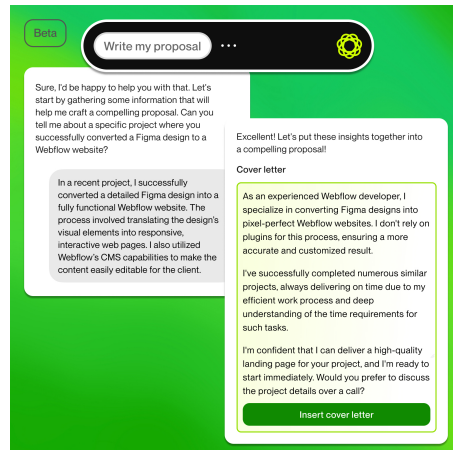 Beta
Write my proposal
Sure, I'd be happy to help you with that. Let's
start by gathering some information that will
help me craft a compelling proposal. Can you
tell me about a specific project where you
successfully converted a Figma design to a
Webflow website?
In a recent project, I successfully
converted a detailed Figma design into a
fully functional Webflow website. The
process involved translating the design's
visual elements into responsive,
interactive web pages. I also utilized
Webflow's CMS capabilities to make the
content easily editable for the client.
Excellent! Let's put these insights together into
a compelling proposal!
Cover letter
As an experienced Webflow developer, I
specialize in converting Figma designs into
pixel-perfect Webflow websites. I don't rely on
plugins for this process, ensuring a more
accurate and customized result.
I've successfully completed numerous similar
projects, always delivering on time due to my
efficient work process and deep
understanding of the time requirements for
such tasks.
I'm confident that I can deliver a high-quality
landing page for your project, and I'm ready to
start immediately. Would you prefer to discuss
the project details over a call?
Insert cover letter